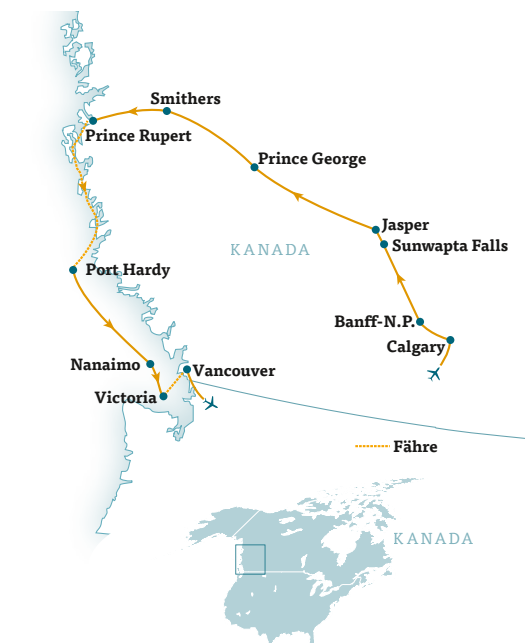 Smithers
Prince Rupert
Prince George
Jasper
Sunwapta Falls
KANADA
Port Hardy
Banff-N.P.
Calgary
Nanaimo
Vancouver
Victoria
Fähre
KANADA